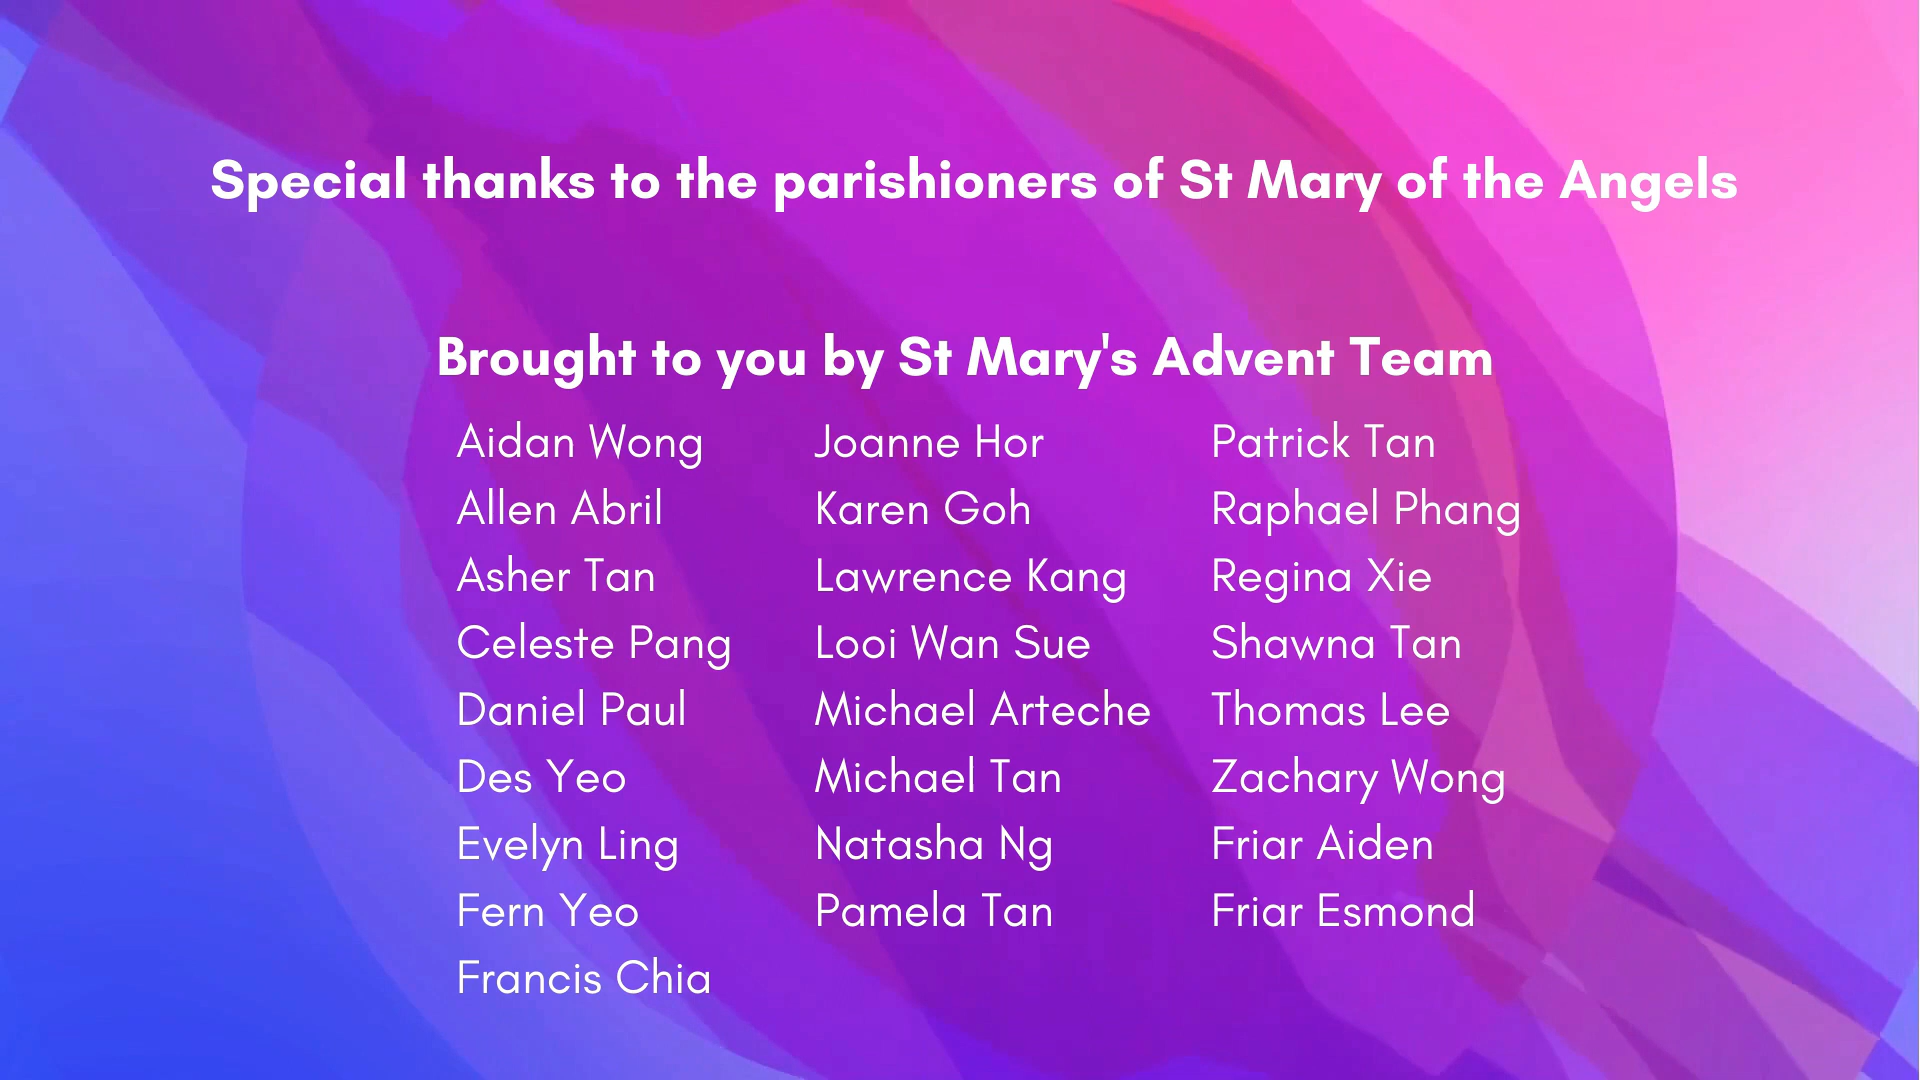 Special thanks to the parishioners of St Mary of the Angels
Brought to you by St Mary's Advent Team
Aidan Wong
Allen Abril
Asher Tan
Celeste Pang
Daniel Paul
Des Yeo
Evelyn Ling
Fern Yeo
Francis Chia
Joanne Hor
Karen Goh
Lawrence Kang
Looi Wan Sue
Michael Arteche
Michael Tan
Natasha Ng
Pamela Tan
Patrick Tan
Raphael Phang
Regina Xie
Shawna Tan
Thomas Lee
Zachary Wong
Friar Aiden
Friar Esmond